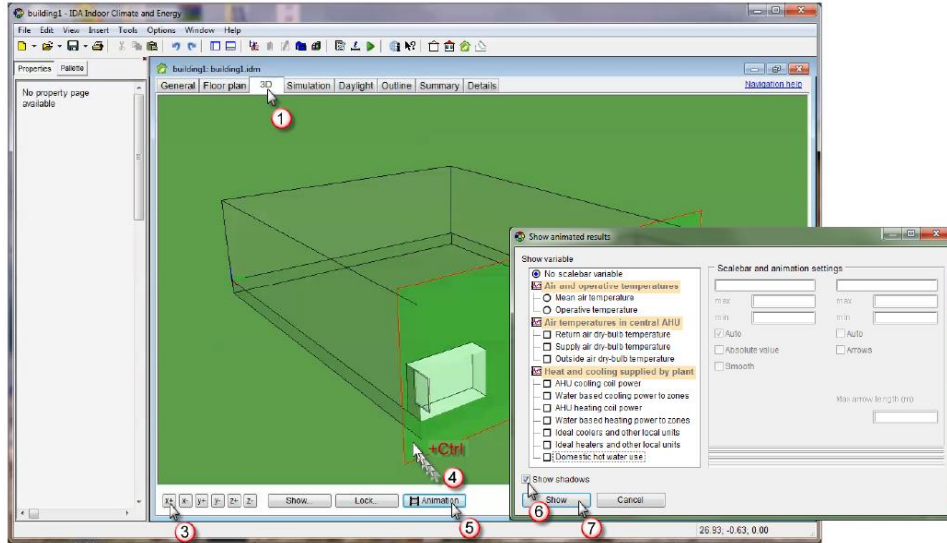 building1 - IDA Indoor Climate and Energy
File Edit View Insert Tools Options Window Help
Properties Palette
No property page
available
building1: building1.idm
General Floor plan 3D Simulation Daylight Outline Summary Details
Navigation help
1
+Ctrl
4
x+ x- y+ y- z+ z- Show... Lock... Animation
3
5
26.93; -0.63; 0.00
Show animated results
Show variable
No scalebar variable
Air and operative temperatures
Mean air temperature
Operative temperature
Air temperatures in central AHU
Return air dry-bulb temperature
Supply air dry-bulb temperature
Outside air dry-bulb temperature
Heat and cooling supplied by plant
AHU cooling coil power
Water based cooling power to zones
AHU heating coil power
Water based heating power to zones
Ideal coolers and other local units
Ideal heaters and other local units
Domestic hot water use
Scalebar and animation settings
max max
min min
Auto Auto
Absolute value Arrows
Smooth
Max arrow length (m)
Show shadows
Show Cancel
6
7